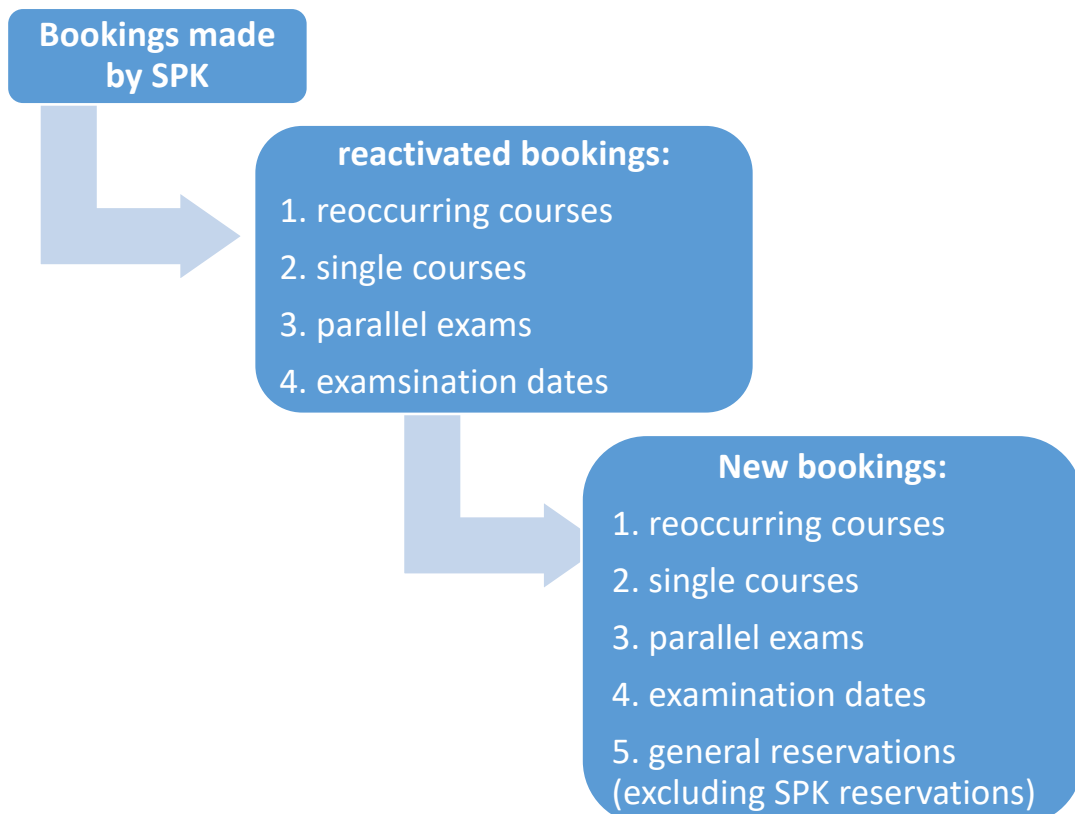 Bookings made
by SPK
reactivated bookings:
1. reoccurring courses
2. single courses
3. parallel exams
4. examsination dates
New bookings:
1. reoccurring courses
2. single courses
3. parallel exams
4. examination dates
5. general reservations
(excluding SPK reservations)